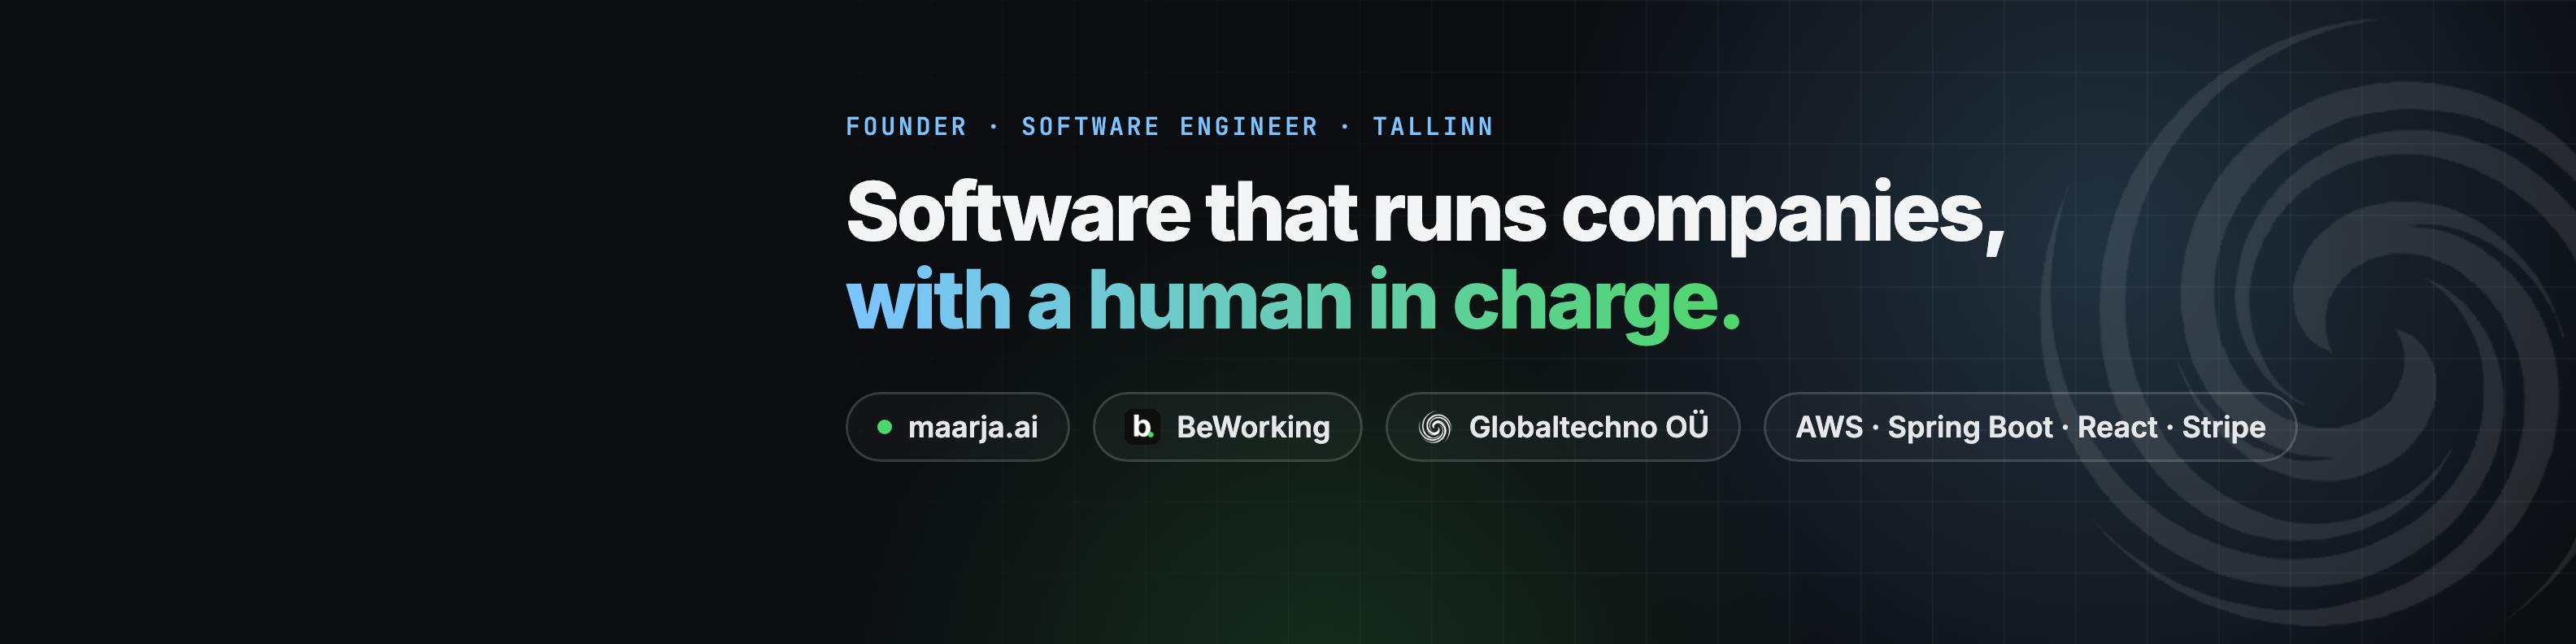 FOUNDER · SOFTWARE ENGINEER · TALLINN
Software that runs companies,
with a human in charge.
maarja.ai
b. BeWorking
Globaltechno OÜ
AWS · Spring Boot · React · Stripe